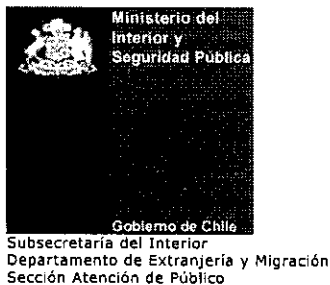 Ministerio del
Interior y
Seguridad Pública
Gobierno de Chile
Subsecretaría del Interior
Departamento de Extranjería y Migración
Sección Atención de Público